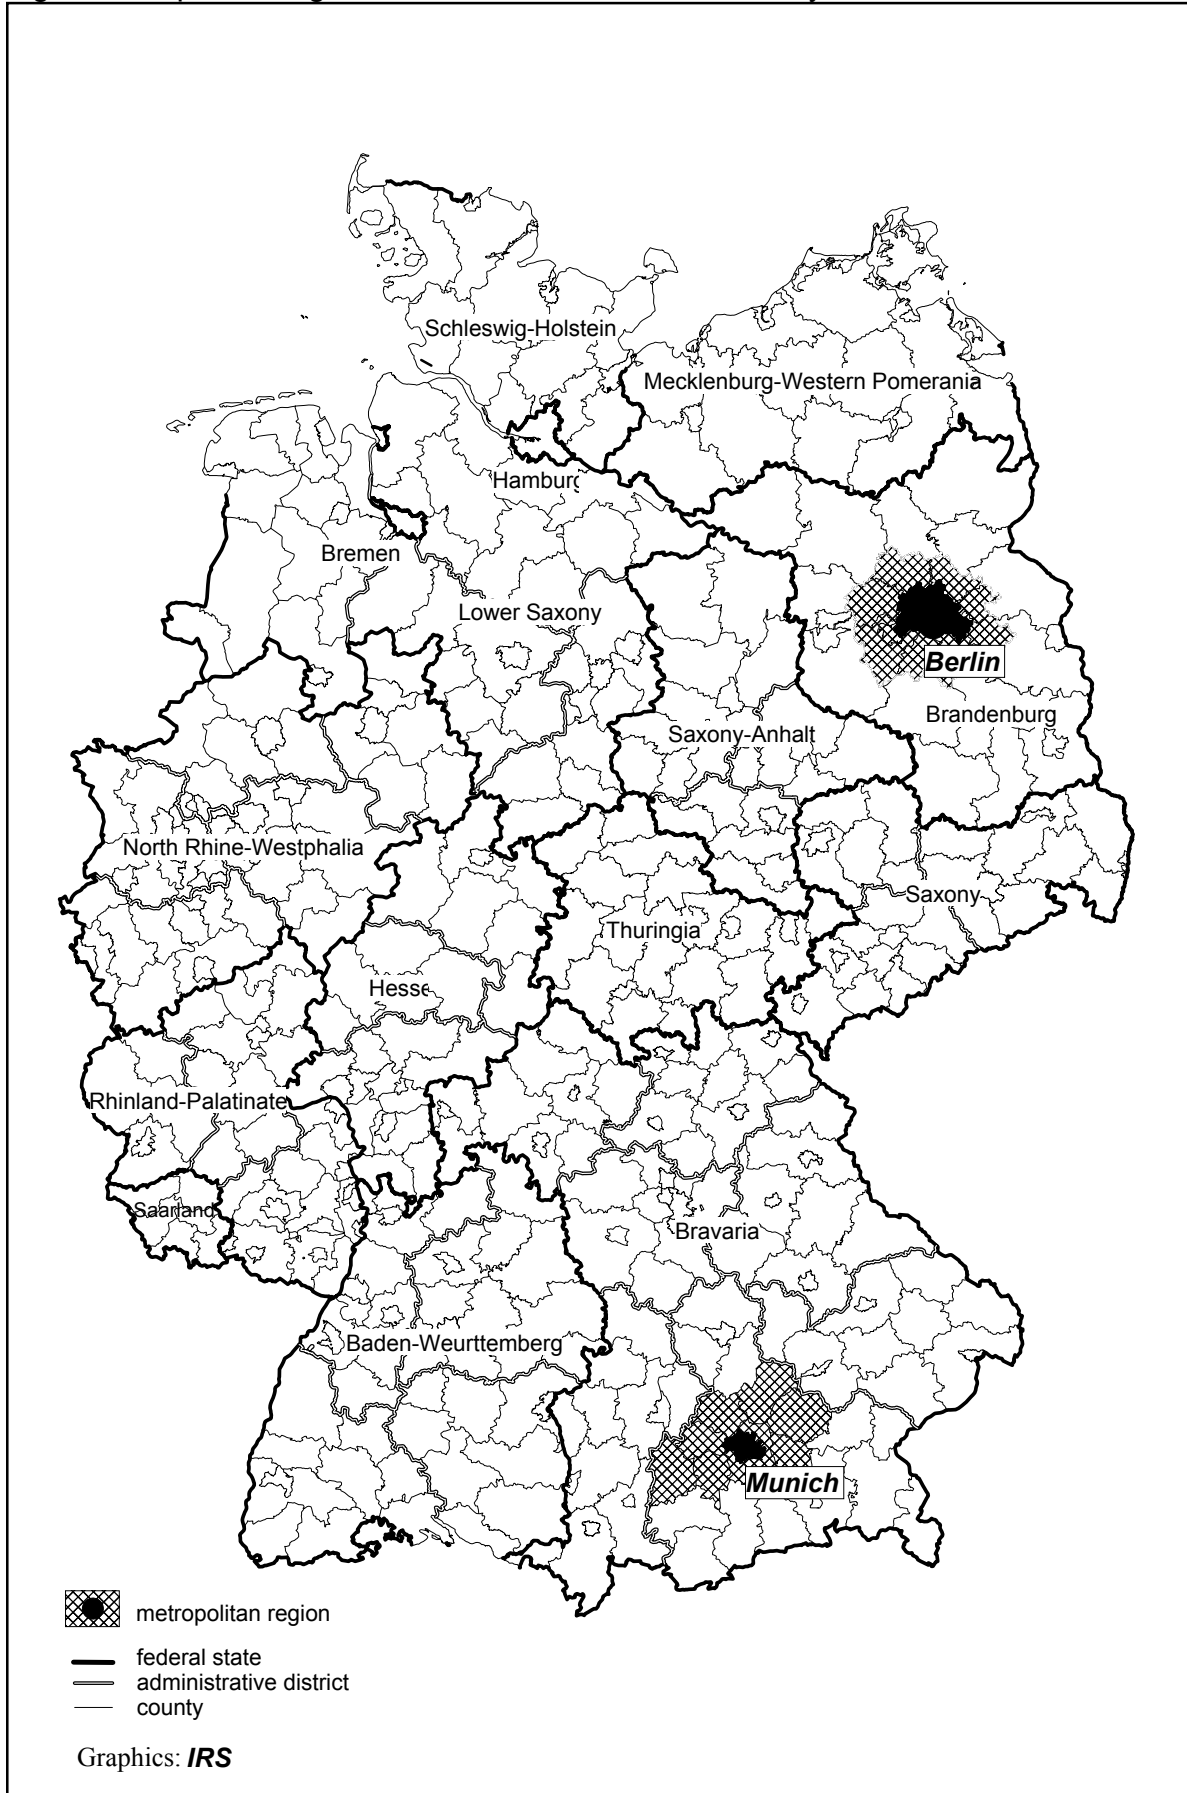 Schleswig-Holstein
Mecklenburg-Western Pomerania
Hamburg
Bremen
Lower Saxony
Berlin
Brandenburg
Saxony-Anhalt
North Rhine-Westphalia
Saxony
Thuringia
Hesse
Rhinland-Palatinate
Saarland
Bravaria
Baden-Weurttemberg
Munich
metropolitan region
federal state
administrative district
county
Graphics: IRS